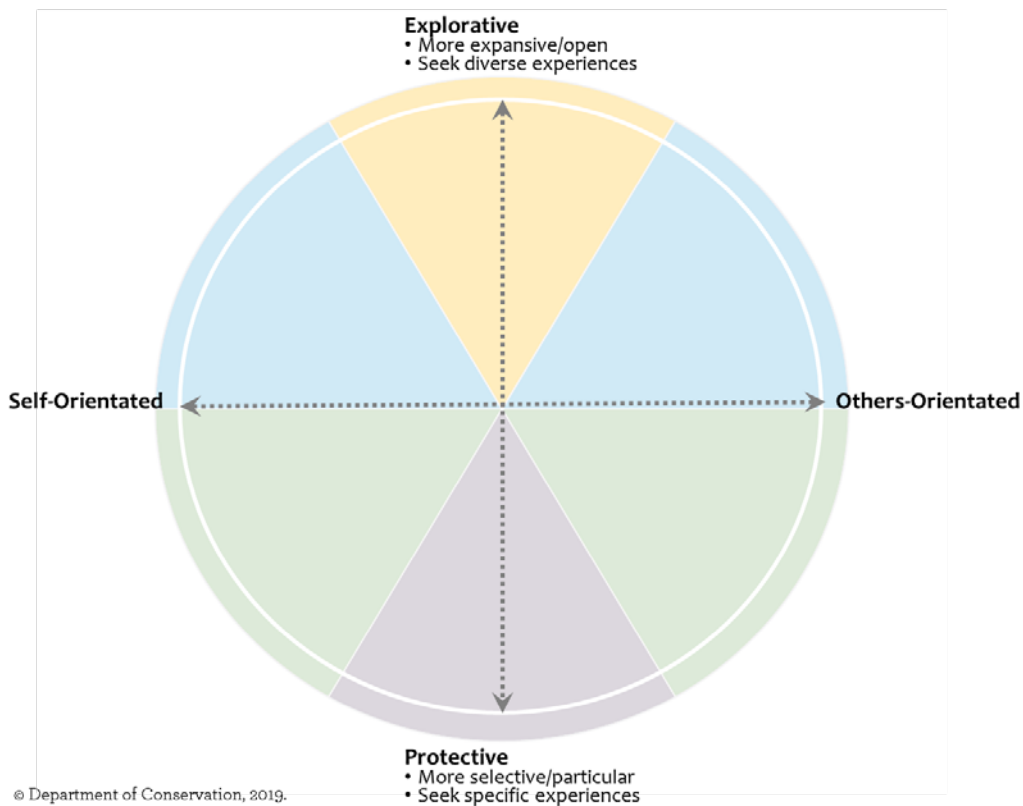 Explorative
• More expansive/open
• Seek diverse experiences
Self-Orientated
Others-Orientated
Protective
• More selective/particular
• Seek specific experiences
© Department of Conservation, 2019.